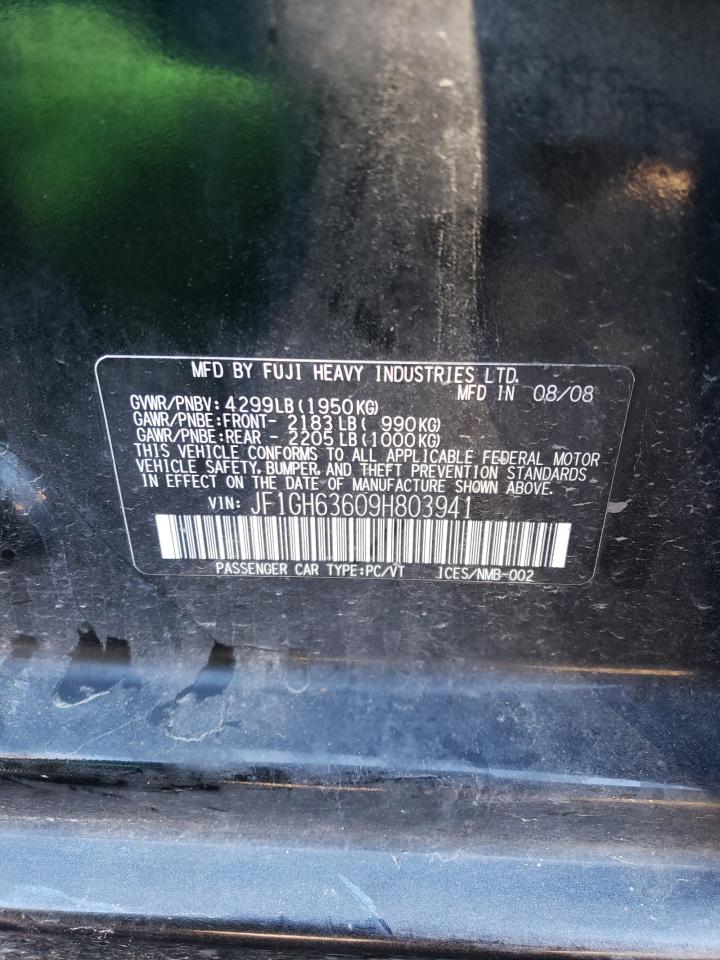 MFD BY FUJI HEAVY INDUSTRIES LTD.
MFD IN 08/08
GVWR/PNBV: 4299LB(1950KG)
GAWR/PNBE:FRONT- 2183LB( 990KG)
GAWR/PNBE:REAR - 2205LB(1000KG)
THIS VEHICLE CONFORMS TO ALL APPLICABLE FEDERAL MOTOR
VEHICLE SAFETY, BUMPER, AND THEFT PREVENTION STANDARDS
IN EFFECT ON THE DATE OF MANUFACTURE SHOWN ABOVE.
VIN: JF1GH63609H803941
PASSENGER CAR TYPE:PC/VT ICES/NMB-002